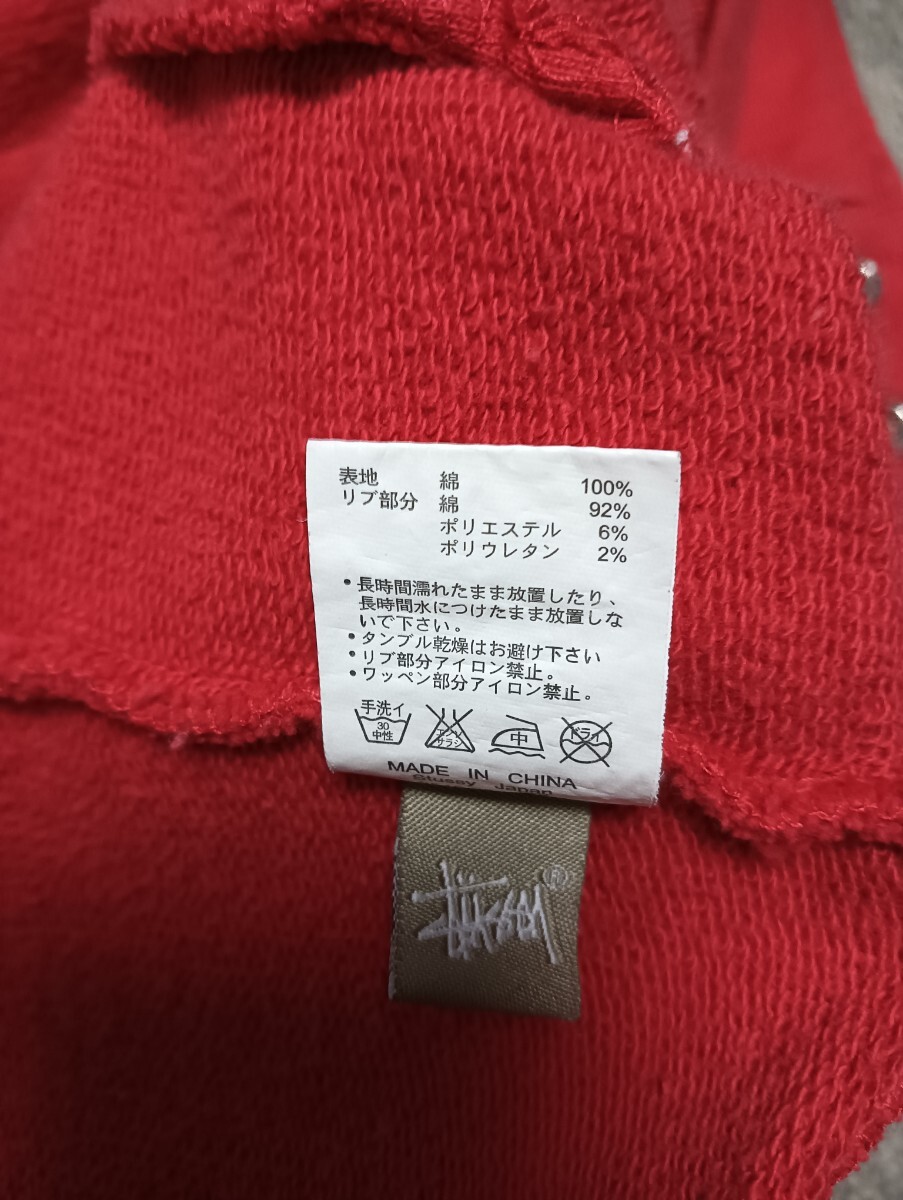 表地 綿 100%
リブ部分 綿 92%
ポリエステル 6%
ポリウレタン 2%
・長時間濡れたまま放置したり、
長時間水につけたまま放置しな
いで下さい。
・タンブル乾燥はお避け下さい
・リブ部分アイロン禁止。
・ワッペン部分アイロン禁止。
手洗イ
30
中性
エンソ
サラシ
中
ドライ
MADE IN CHINA
Stussy Japan
Stüssy®